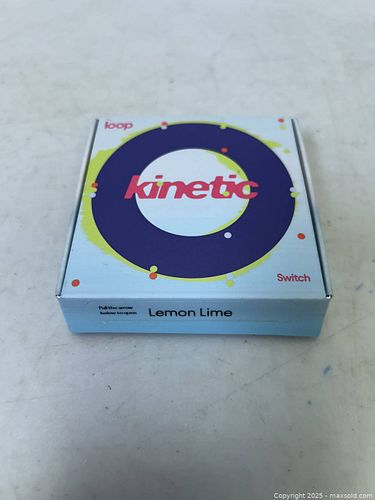 loop
kinetic
Switch
Pull the arrow
below to open
Lemon Lime
Copyright 2025 - maxsold.com